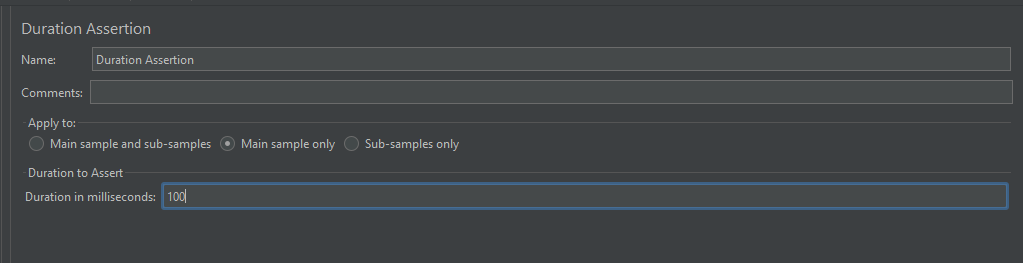 Duration Assertion
Name: Duration Assertion
Comments:
Apply to:
Main sample and sub-samples Main sample only Sub-samples only
Duration to Assert
Duration in milliseconds: 100